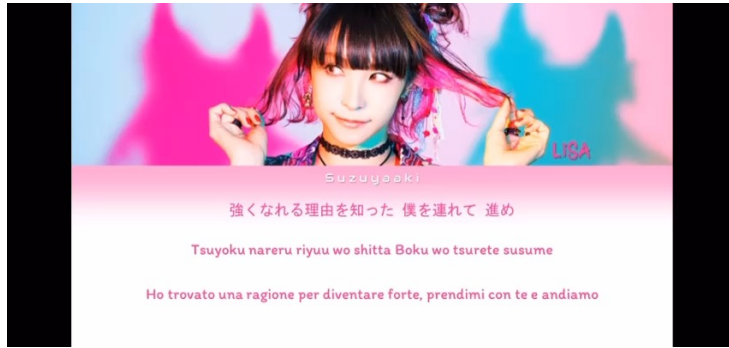 LiSA
Suzuyaaki
強くなれる理由を知った 僕を連れて 進め
Tsuyoku nareru riyuu wo shitta Boku wo tsurete susume
Ho trovato una ragione per diventare forte, prendimi con te e andiamo